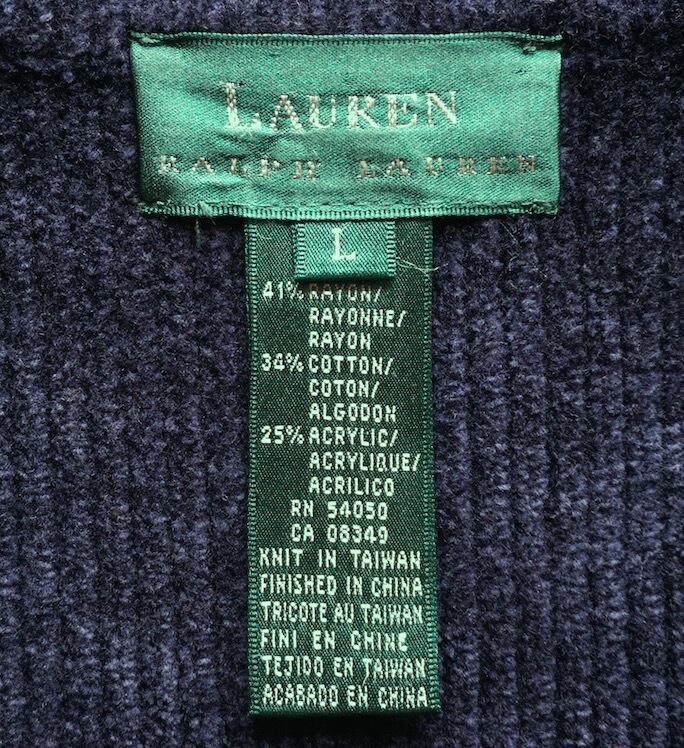 LAUREN
RALPH LAUREN
L
41% RAYON/
RAYONNE/
RAYON
34% COTTON/
COTON/
ALGODON
25% ACRYLIC/
ACRYLIQUE/
ACRILICO
RN 54050
CA 08349
KNIT IN TAIWAN
FINISHED IN CHINA
TRICOTE AU TAIWAN
FINI EN CHINE
TEJIDO EN TAIWAN
ACABADO EN CHINA